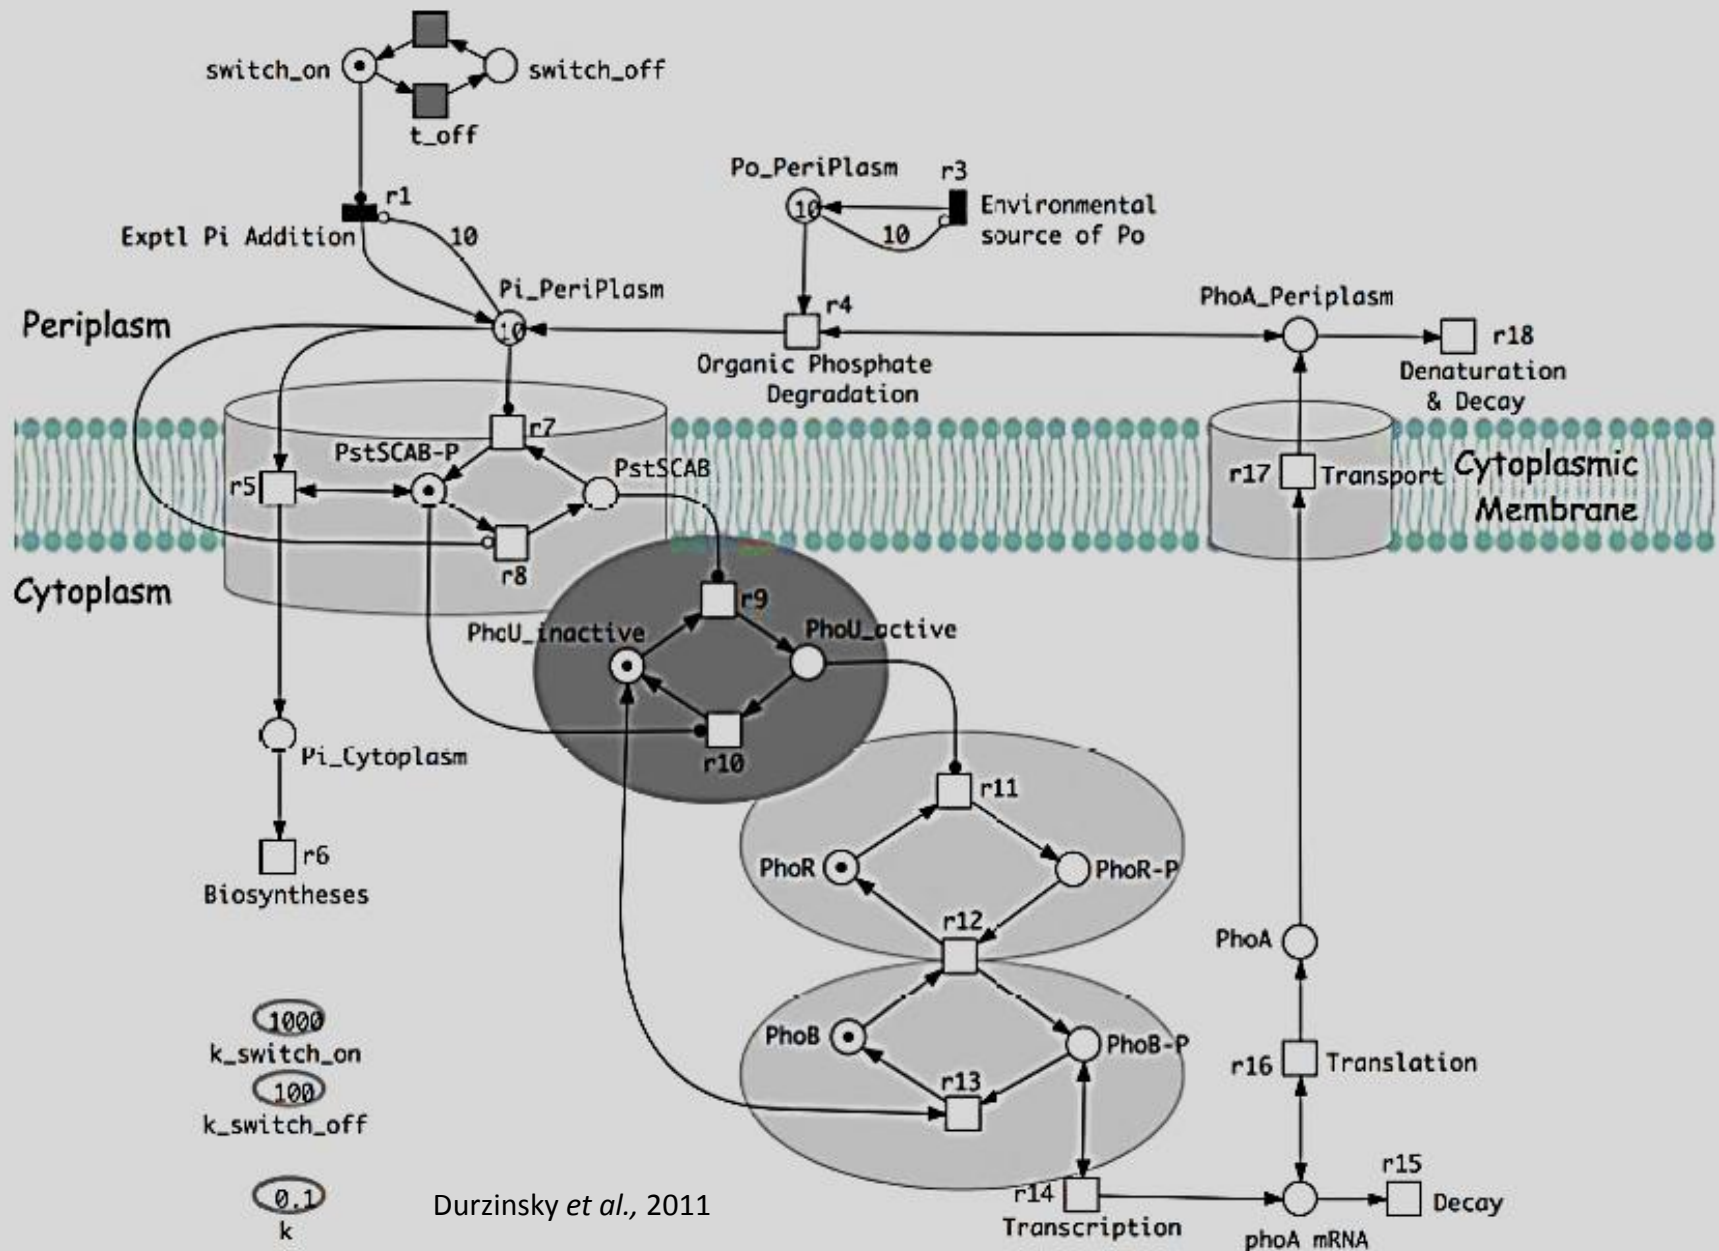 switch_on
switch_off
t_off
r1
Exptl Pi Addition
10
Po_PeriPlasm
r3
10
10
Environmental
source of Po
Pi_PeriPlasm
10
r4
Organic Phosphate
Degradation
PhoA_Periplasm
r18
Denaturation
& Decay
Periplasm
r7
PstSCAB-P
PstSCAB
r5
r8
r17
Transport
Cytoplasmic
Membrane
Cytoplasm
r9
PhoU_inactive
PhoU_active
r10
Pi_Cytoplasm
r6
Biosyntheses
r11
PhoR
PhoR-P
r12
PhoB
PhoB-P
r13
PhoA
r16
Translation
r14
Transcription
phoA mRNA
r15
Decay
1000
k_switch_on
100
k_switch_off
0.1
k
Durzinsky et al., 2011